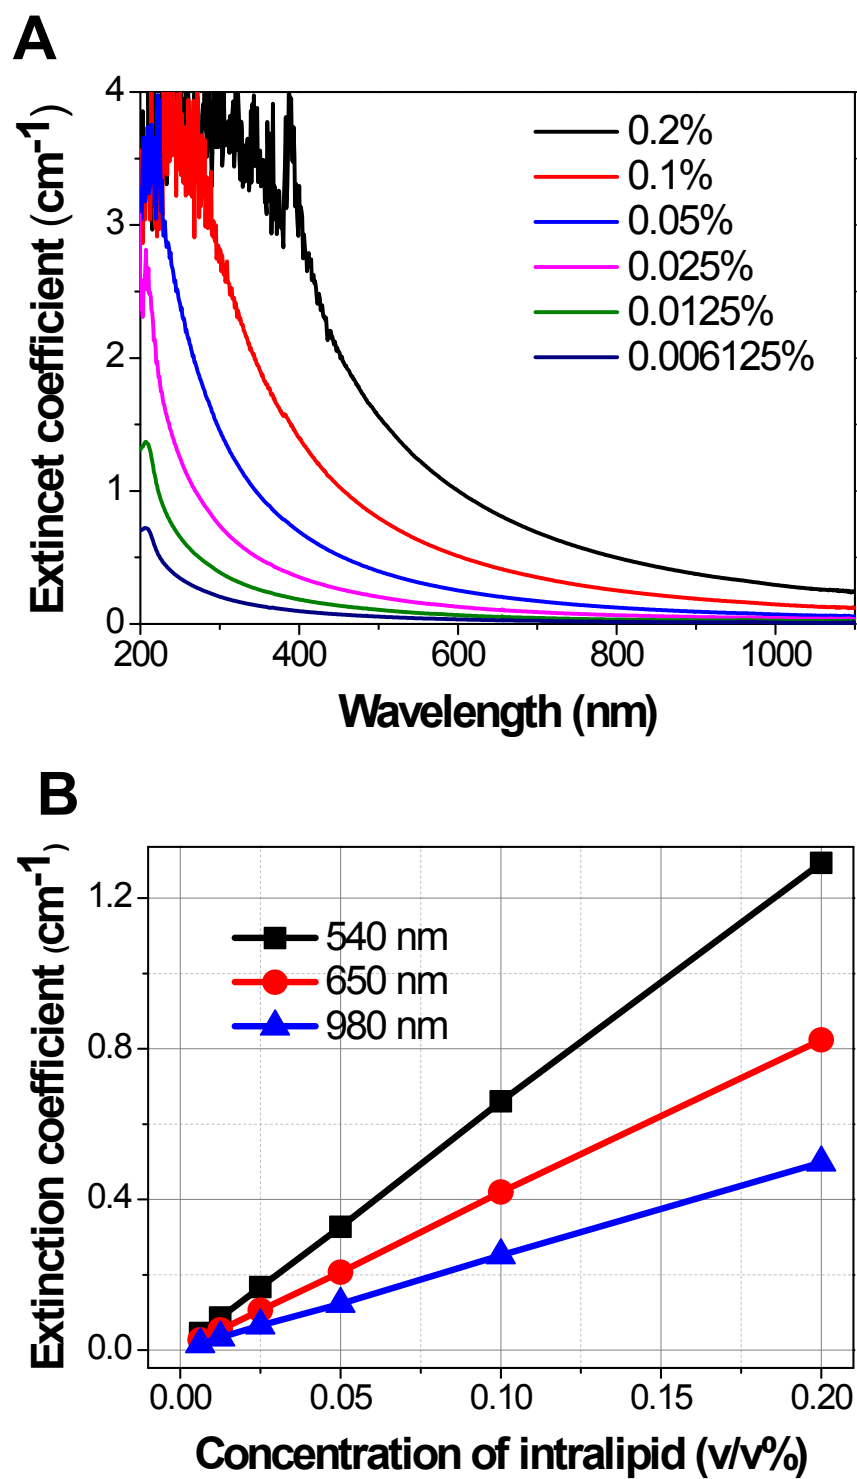 A
Extincet coefficient (cm-1)
4
3
2
1
0
0.2%
0.1%
0.05%
0.025%
0.0125%
0.006125%
200 400 600 800 1000
Wavelength (nm)
B
Extinction coefficient (cm-1)
1.2
0.8
0.4
0.0
540 nm
650 nm
980 nm
0.00 0.05 0.10 0.15 0.20
Concentration of intralipid (v/v%)